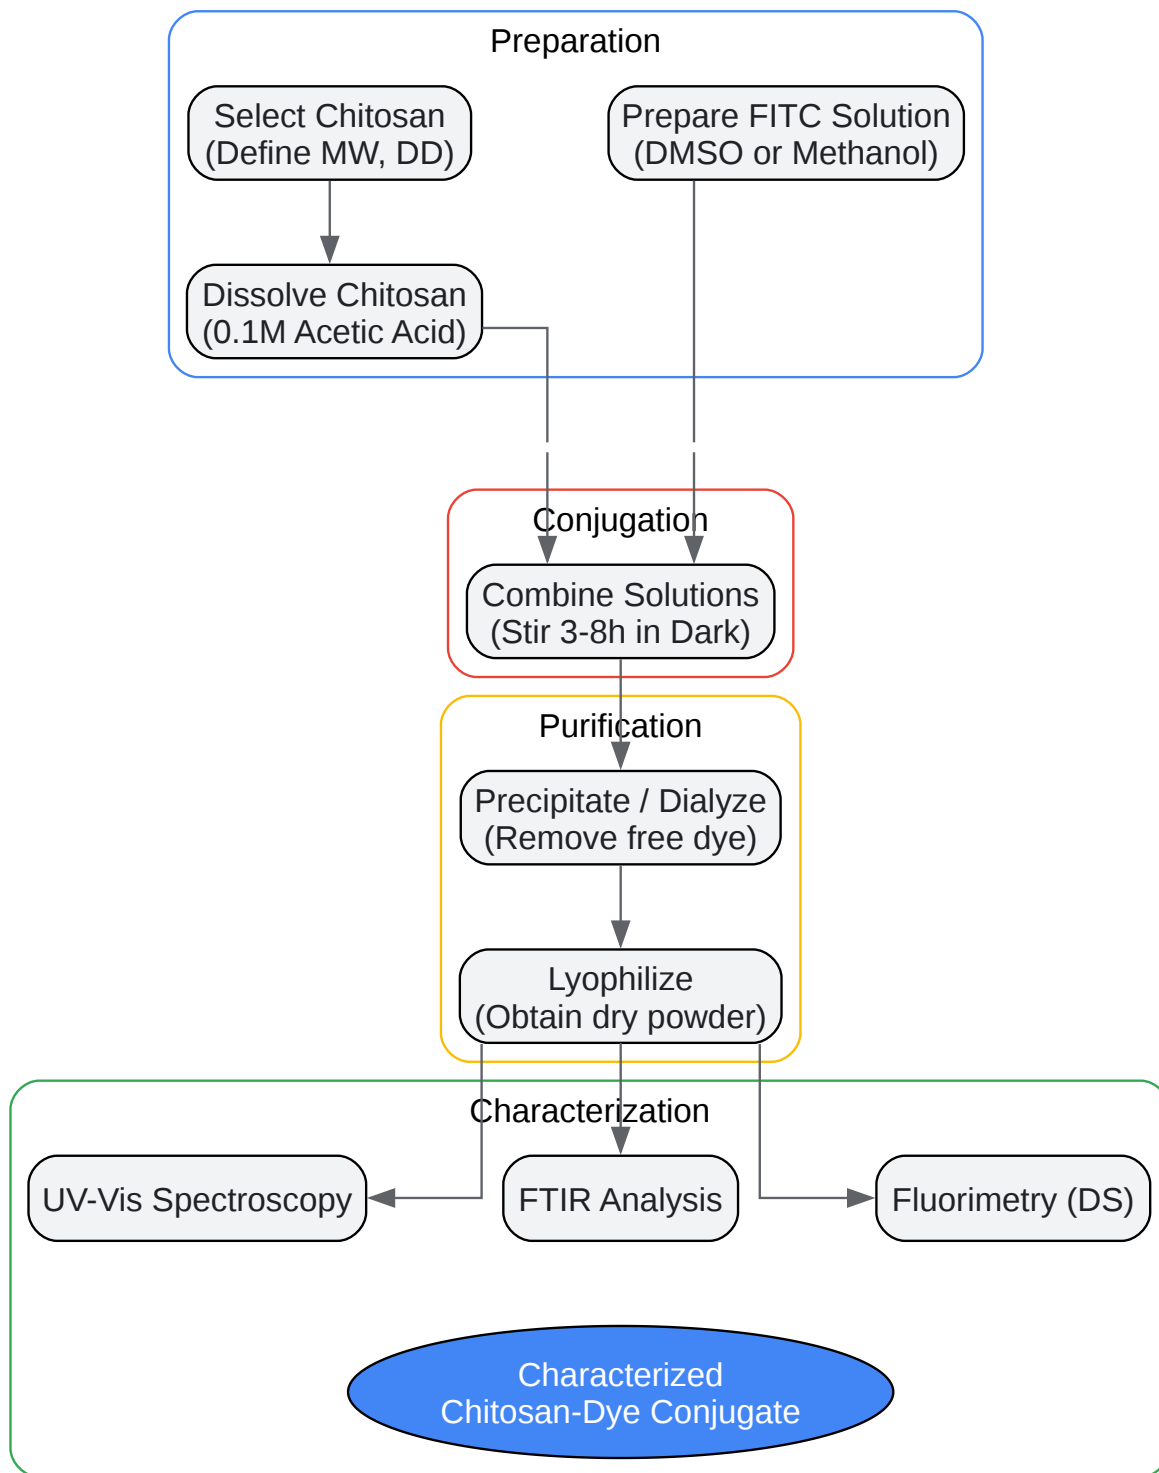 Preparation
Select Chitosan
(Define MW, DD)
Prepare FITC Solution
(DMSO or Methanol)
Dissolve Chitosan
(0.1M Acetic Acid)
Conjugation
Combine Solutions
(Stir 3-8h in Dark)
Purification
Precipitate / Dialyze
(Remove free dye)
Lyophilize
(Obtain dry powder)
Characterization
UV-Vis Spectroscopy
FTIR Analysis
Fluorimetry (DS)
Characterized
Chitosan-Dye Conjugate